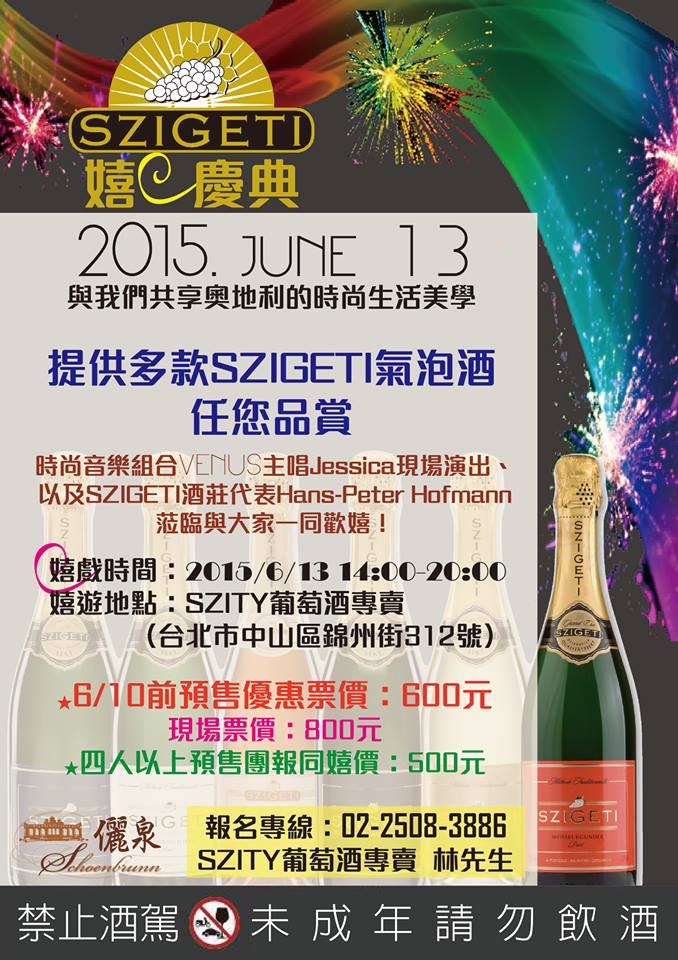 SZIGETI
嬉慶典
2015. JUNE 13
與我們共享奧地利的時尚生活美學
提供多款SZIGETI氣泡酒
任您品賞
時尚音樂組合VENUS主唱Jessica現場演出、
以及SZIGETI酒莊代表Hans-Peter Hofmann
蒞臨與大家一同歡嬉！
嬉戲時間：2015/6/13 14:00-20:00
嬉遊地點：SZITY葡萄酒專賣
(台北市中山區錦州街312號)
★6/10前預售優惠票價：600元
現場票價：800元
★四人以上預售團報同嬉價：500元
儷泉
Schoenbrunn
報名專線：02-2508-3886
SZITY葡萄酒專賣 林先生
SZIGETI
SZIGETI
SZIGETI
WEISSBURGUNDER
禁止酒駕 未成年請勿飲酒